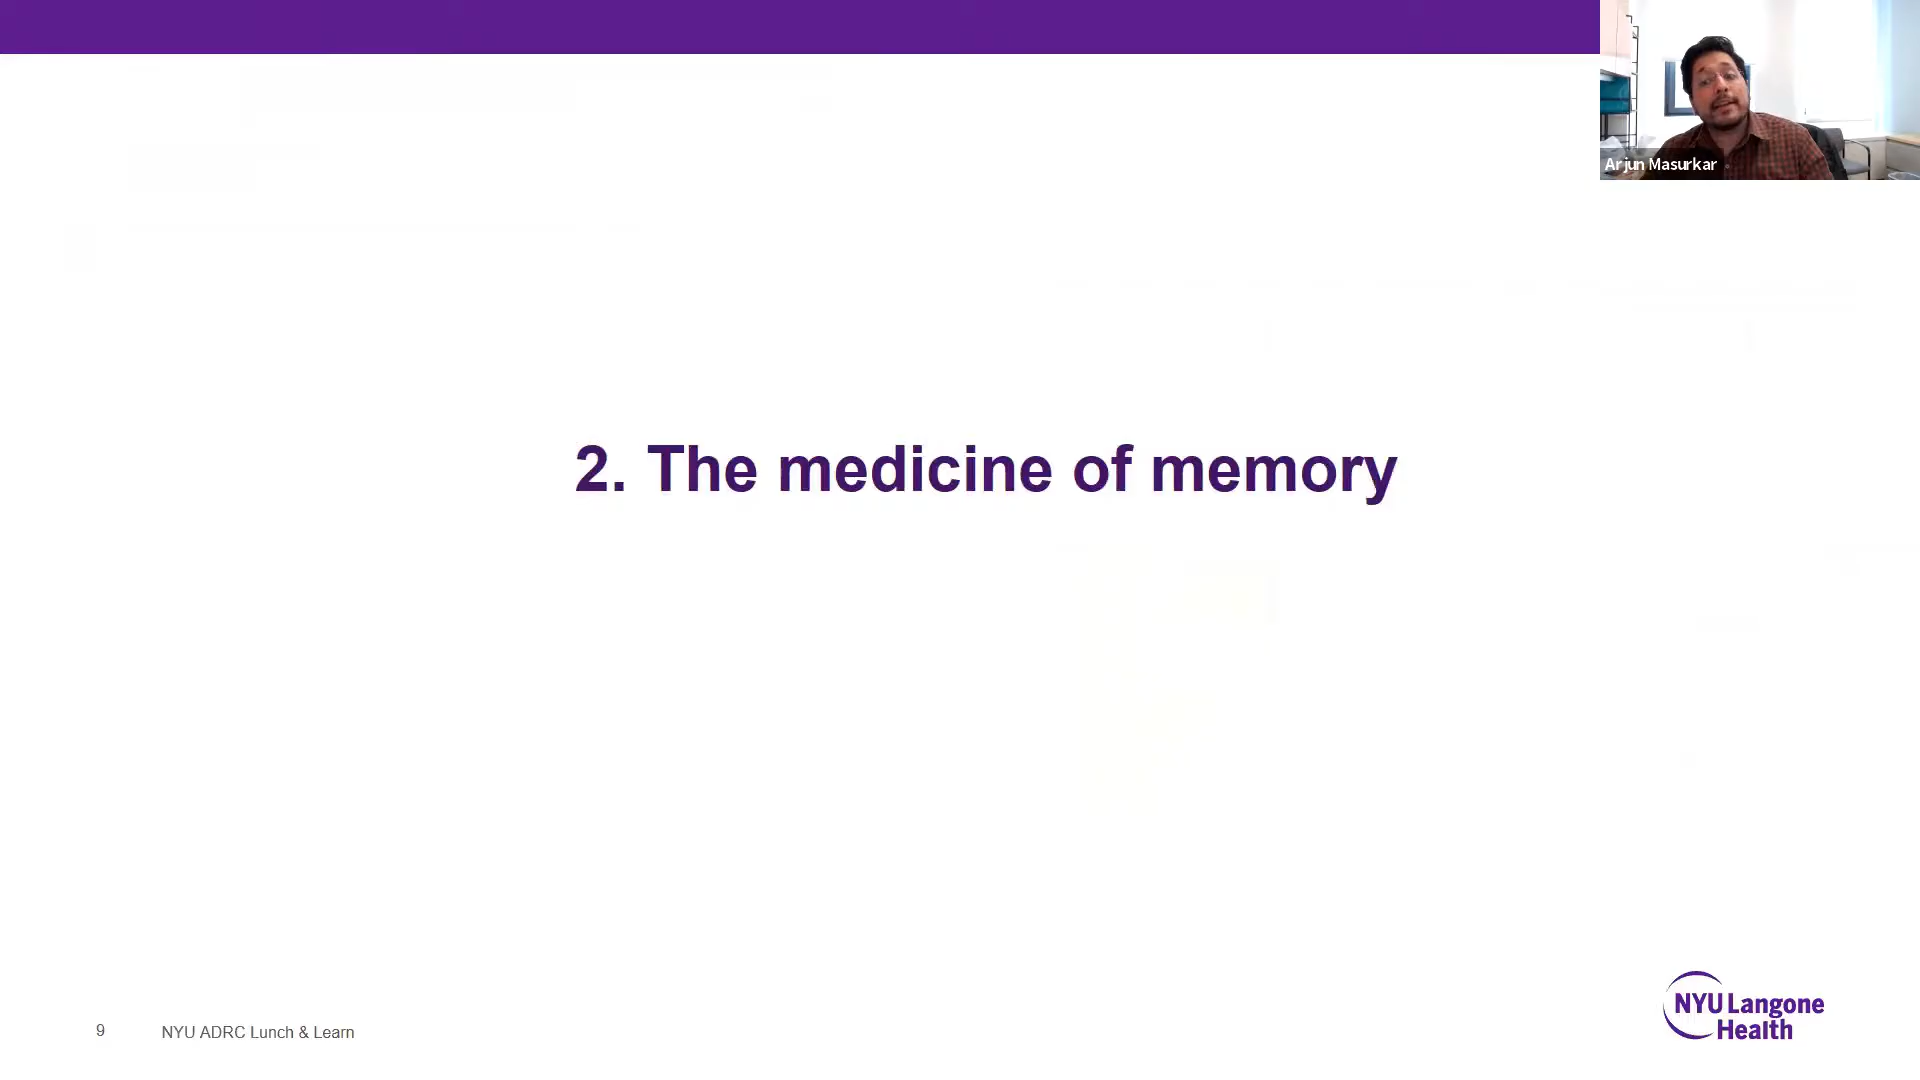 Arjun Masurkar
2. The medicine of memory
9
NYU ADRC Lunch & Learn
NYU Langone
Health